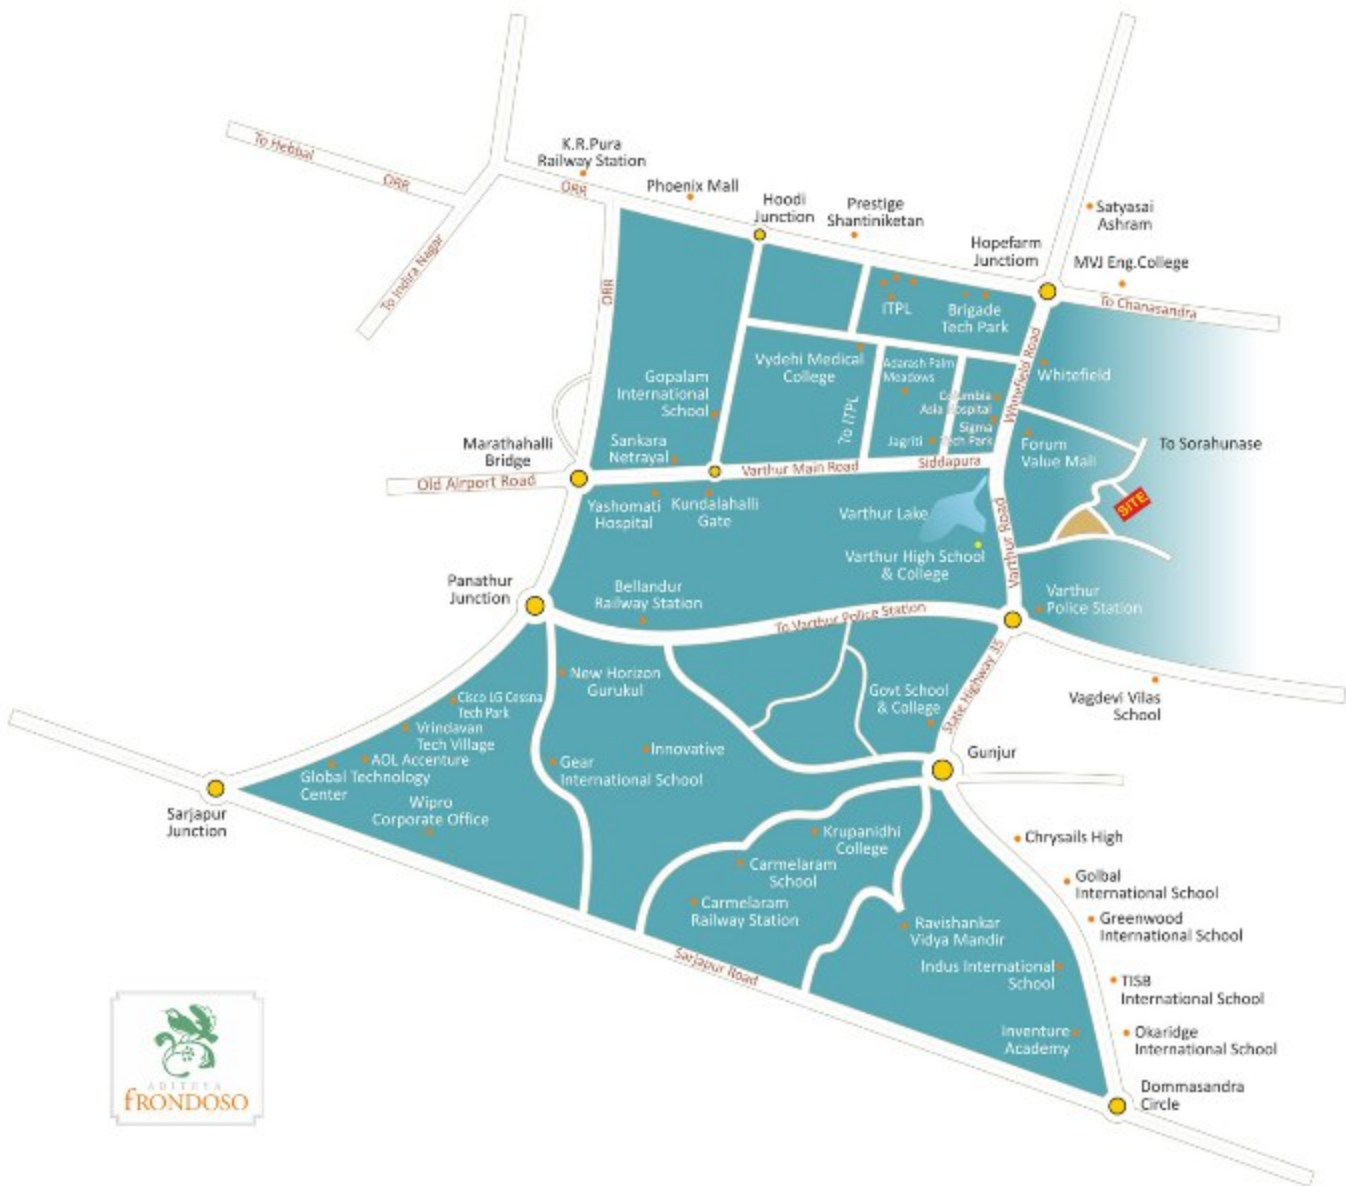 To Hebbal
ORR
K.R.Pura
Railway Station
ORR
Phoenix Mall
Hoodi
Junction
Prestige
Shantiniketan
Hopefarm
Junctiom
Satyasai
Ashram
MVJ Eng.College
To Chanasandra
To Indira Nagar
ORR
ITPL
Brigade
Tech Park
Whitefield Road
Whitefield
Vydehi Medical
College
Adarash Palm
Meadows
Gopalam
International
School
To ITPL
Columbia
Asia Hospital
Sigma
Tech Park
Jagriti
Forum
Value Mall
To Sorahunase
Marathahalli
Bridge
Sankara
Netrayal
Old Airport Road
Varthur Main Road
Siddapura
Yashomati
Hospital
Kundalahalli
Gate
Varthur Lake
SITE
Varthur Road
Varthur High School
& College
Panathur
Junction
Bellandur
Railway Station
To Varthur Police Station
Varthur
Police Station
New Horizon
Gurukul
State Highway 35
Govt School
& College
Vagdevi Vilas
School
Cisco LG Cessna
Tech Park
Vrindavan
Tech Village
AOL Accenture
Global Technology
Center
Innovative
Gear
International School
Gunjur
Sarjapur
Junction
Wipro
Corporate Office
Krupanidhi
College
Chrysails High
Carmelaram
School
Golbal
International School
Carmelaram
Railway Station
Greenwood
International School
Ravishankar
Vidya Mandir
Sarjapur Road
Indus International
School
TISB
International School
Inventure
Academy
Okaridge
International School
Dommasandra
Circle
ADITEYA
fRONDOSO